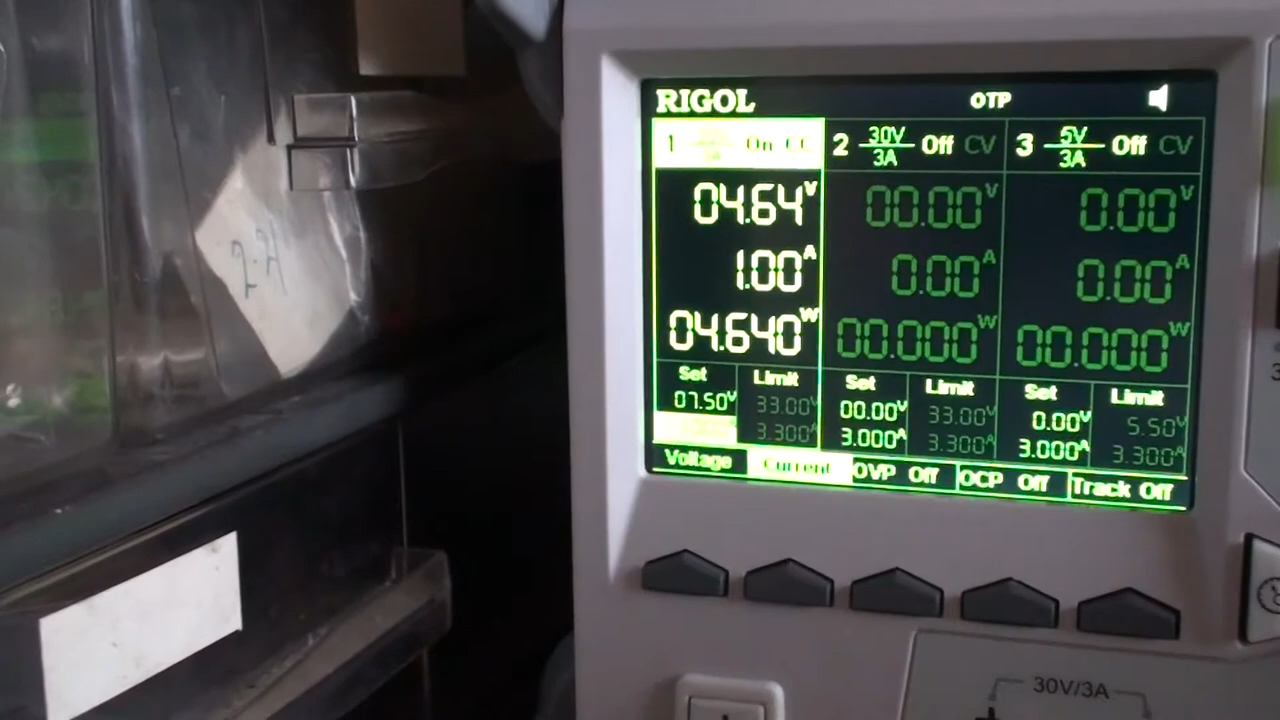 RIGOL OTP
1 On CC 2 30V/3A Off CV 3 5V/3A Off CV
04.64V 00.00V 0.00V
1.00A 0.00A 0.00A
04.640W 00.000W 00.000W
Set Limit Set Limit Set Limit
07.50V 33.00V 00.00V 33.00V 0.00V 5.50V
3.300A 3.000A 3.300A 3.000A 3.300A
Voltage Current OVP Off OCP Off Track Off
30V/3A